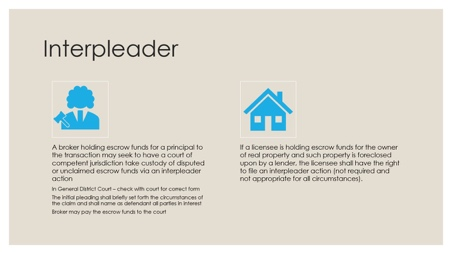 Interpleader
A broker holding escrow funds for a principal to
the transaction may seek to have a court of
competent jurisdiction take custody of disputed
or unclaimed escrow funds via an interpleader
action
In General District Court – check with court for correct form
The initial pleading shall briefly set forth the circumstances of
the claim and shall name as defendant all parties in interest
Broker may pay the escrow funds to the court
If a licensee is holding escrow funds for the owner
of real property and such property is foreclosed
upon by a lender, the licensee shall have the right
to file an interpleader action (not required and
not appropriate for all circumstances).